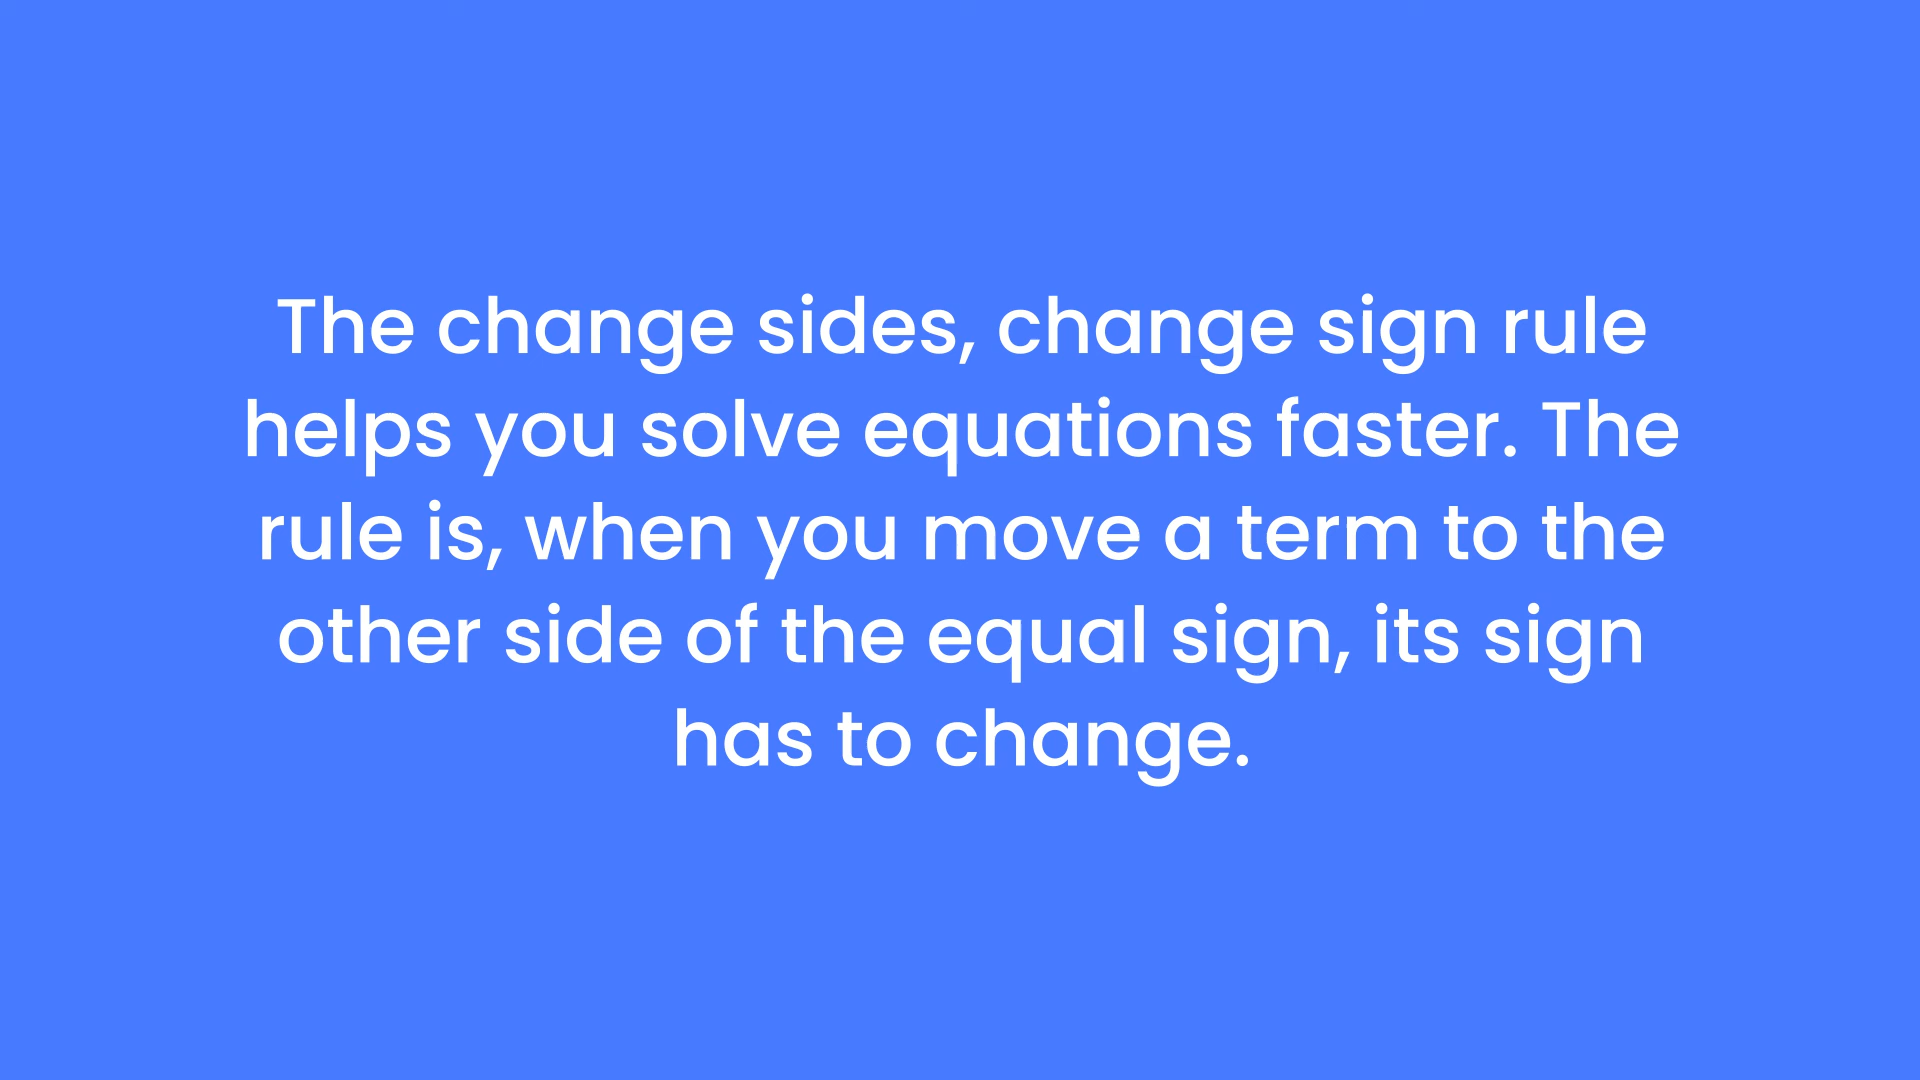 The change sides, change sign rule
helps you solve equations faster. The
rule is, when you move a term to the
other side of the equal sign, its sign
has to change.